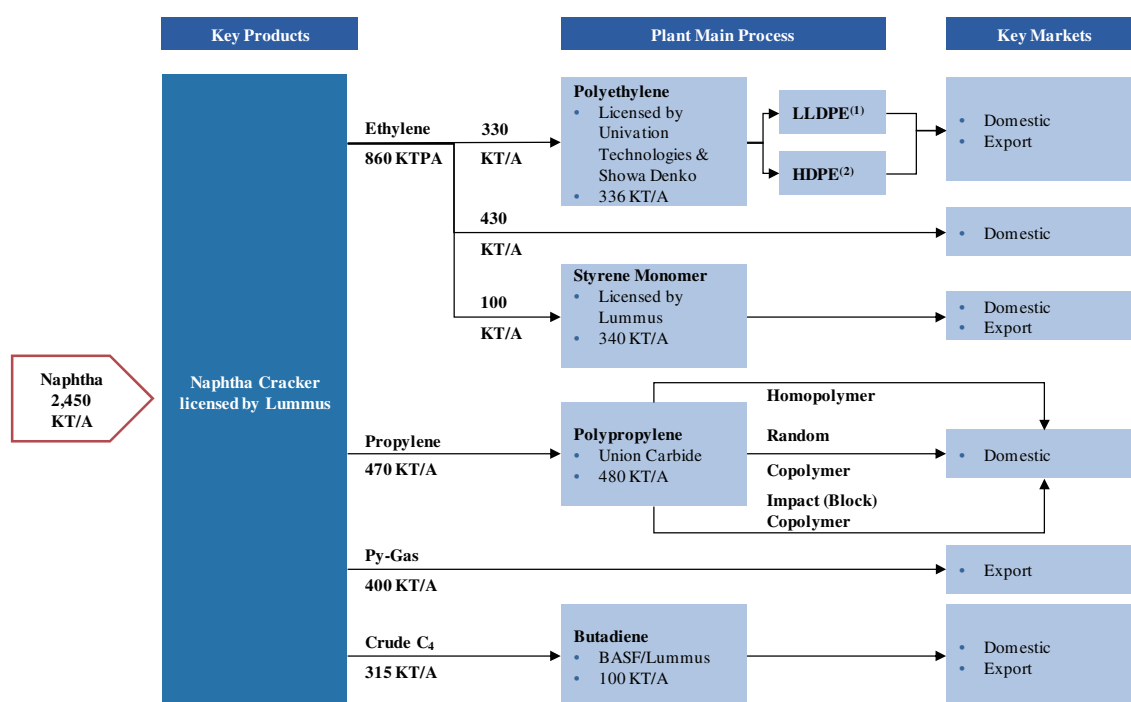 Key Products
Plant Main Process
Key Markets
Naphtha
2,450
KT/A
Naphtha Cracker
licensed by Lummus
Ethylene
860 KTPA
330
KT/A
Polyethylene
• Licensed by
Univation
Technologies &
Showa Denko
• 336 KT/A
LLDPE(1)
HDPE(2)
• Domestic
• Export
430
KT/A
• Domestic
100
KT/A
Styrene Monomer
• Licensed by
Lummus
• 340 KT/A
• Domestic
• Export
Propylene
470 KT/A
Polypropylene
• Union Carbide
• 480 KT/A
Homopolymer
Random
Copolymer
Impact (Block)
Copolymer
• Domestic
Py-Gas
400 KT/A
• Export
Crude C4
315 KT/A
Butadiene
• BASF/Lummus
• 100 KT/A
• Domestic
• Export